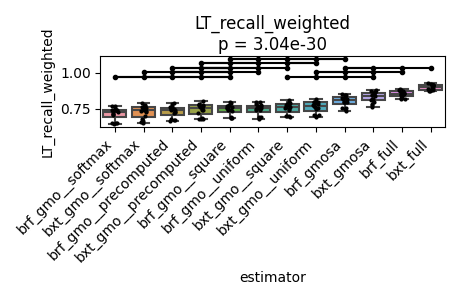 LT_recall_weighted
p = 3.04e-30
LT_recall_weighted
1.00
0.75
brf_gmo__softmax
bxt_gmo__softmax
brf_gmo__precomputed
bxt_gmo__precomputed
brf_gmo__square
brf_gmo__uniform
bxt_gmo__square
bxt_gmo__uniform
brf_gmosa
bxt_gmosa
brf_full
bxt_full
estimator